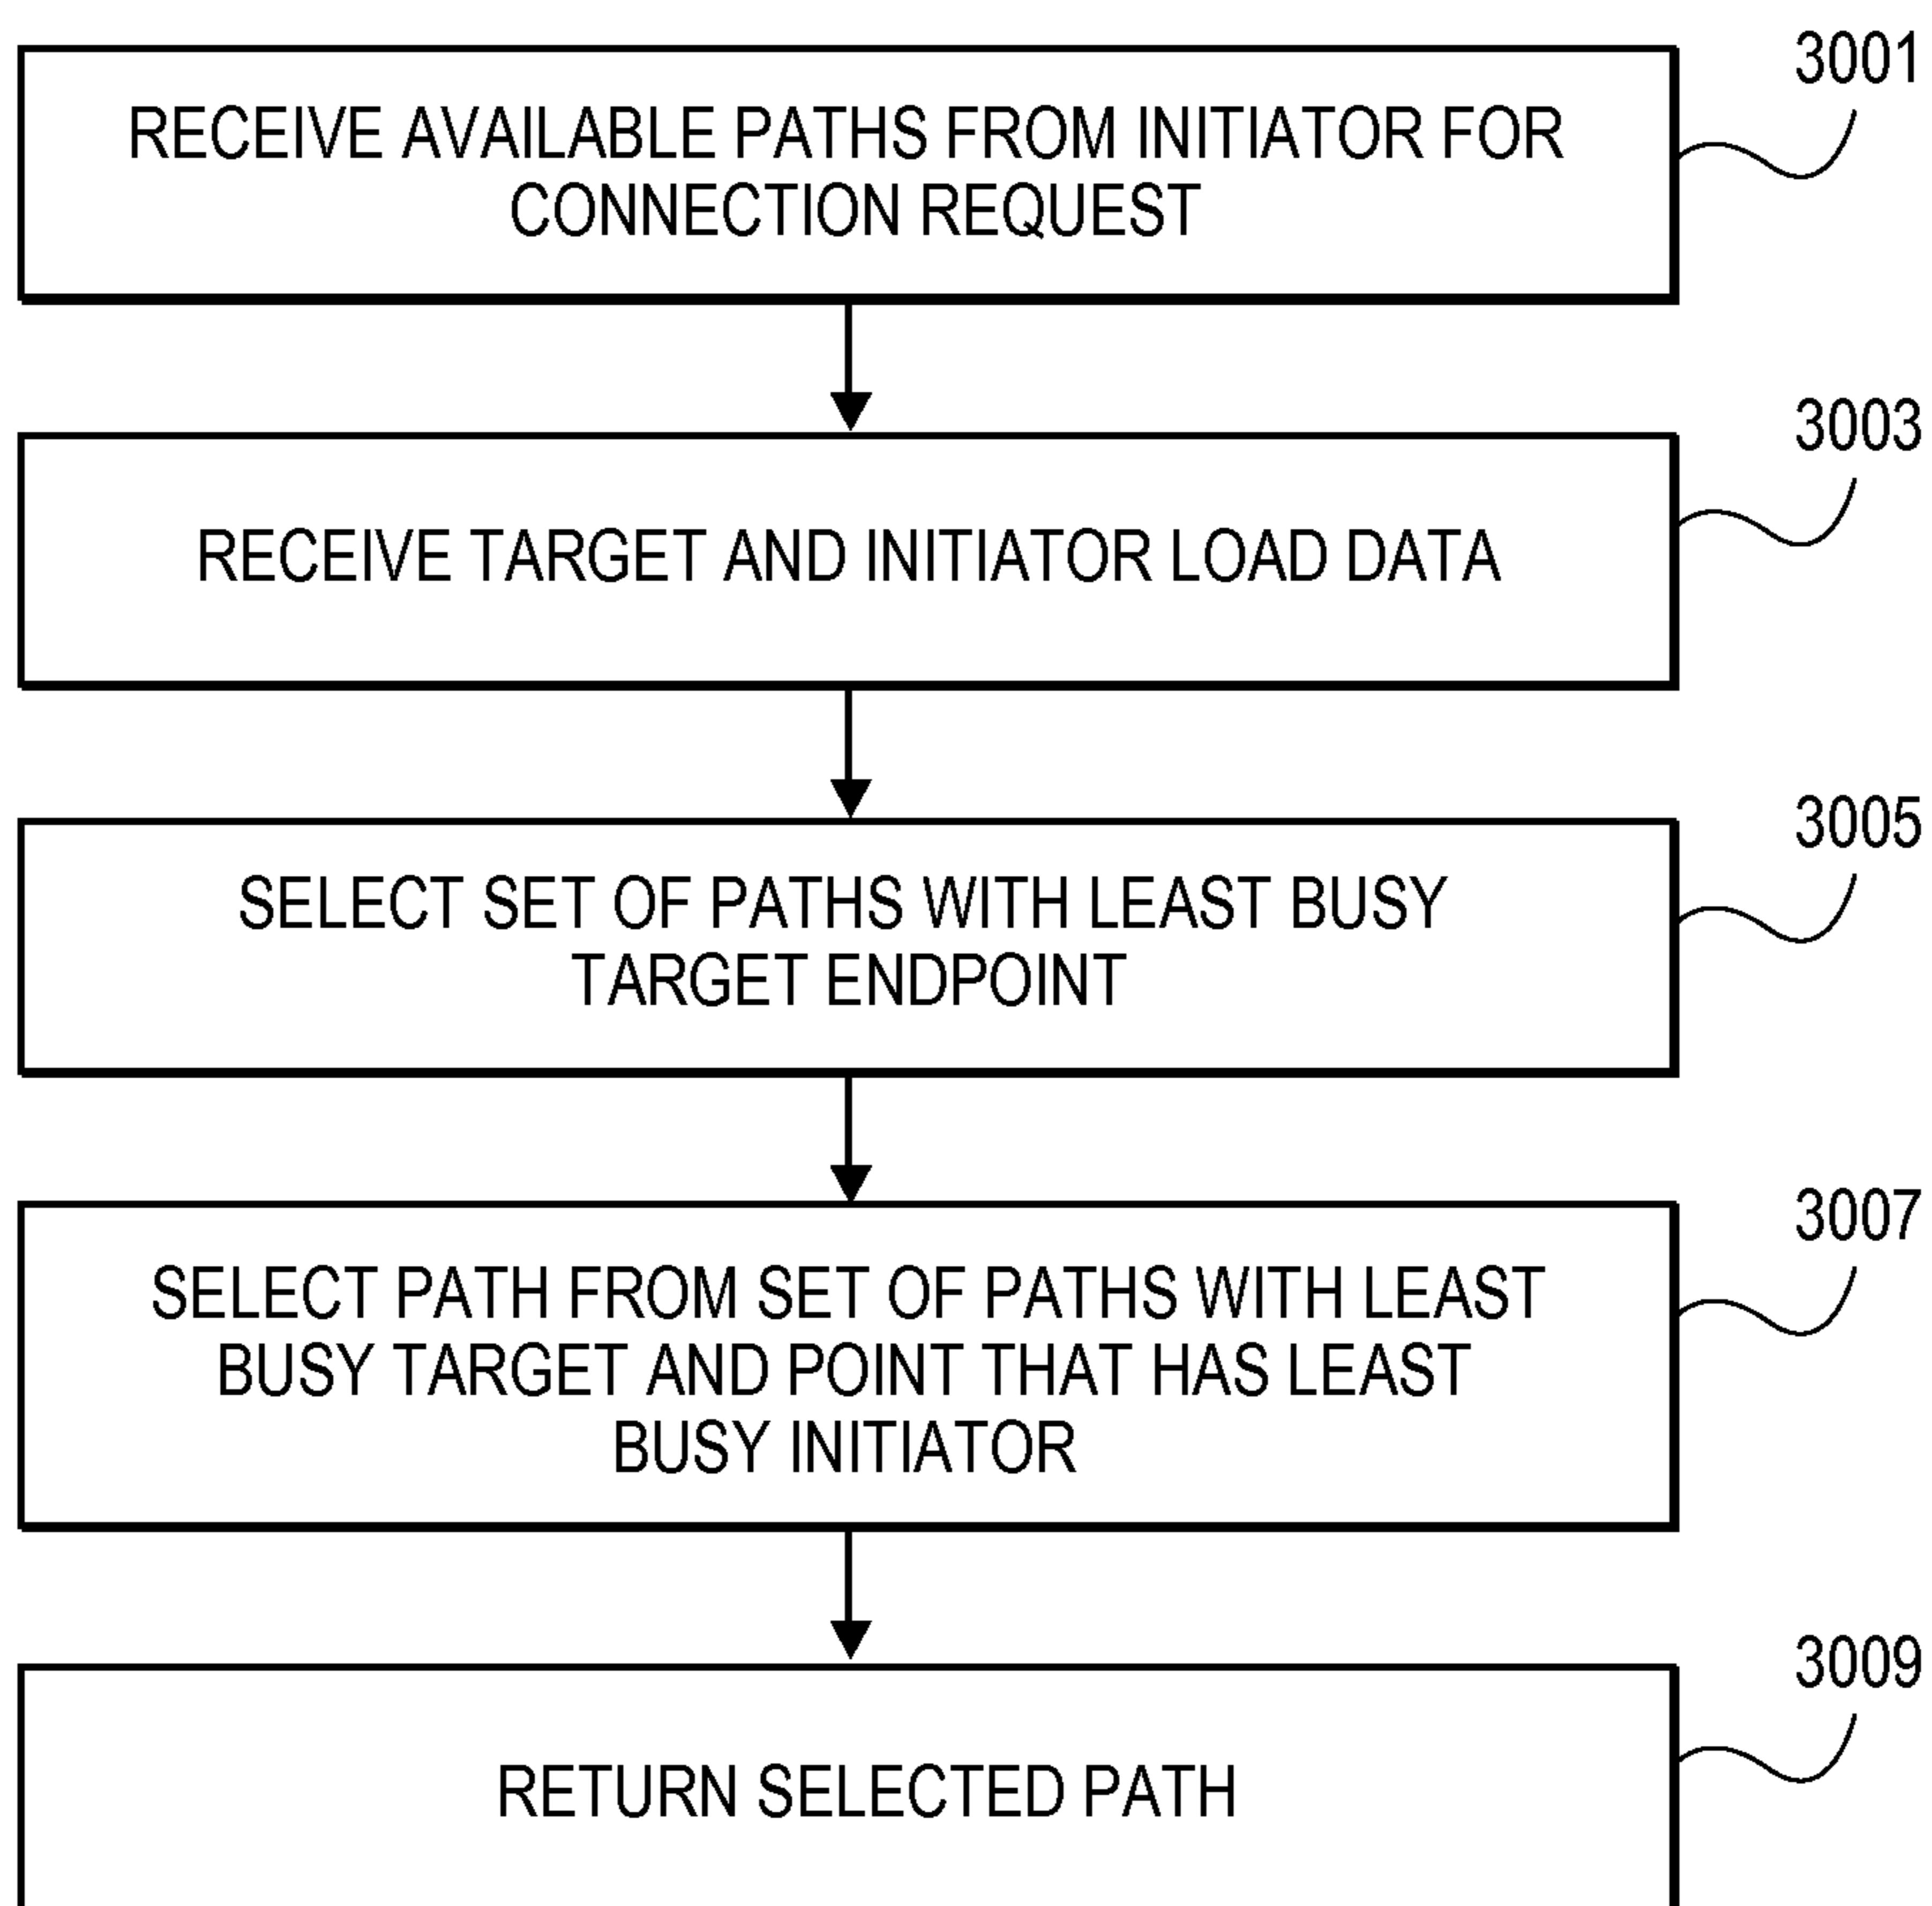 3001
RECEIVE AVAILABLE PATHS FROM INITIATOR FOR
CONNECTION REQUEST
3003
RECEIVE TARGET AND INITIATOR LOAD DATA
3005
SELECT SET OF PATHS WITH LEAST BUSY
TARGET ENDPOINT
3007
SELECT PATH FROM SET OF PATHS WITH LEAST
BUSY TARGET AND POINT THAT HAS LEAST
BUSY INITIATOR
3009
RETURN SELECTED PATH